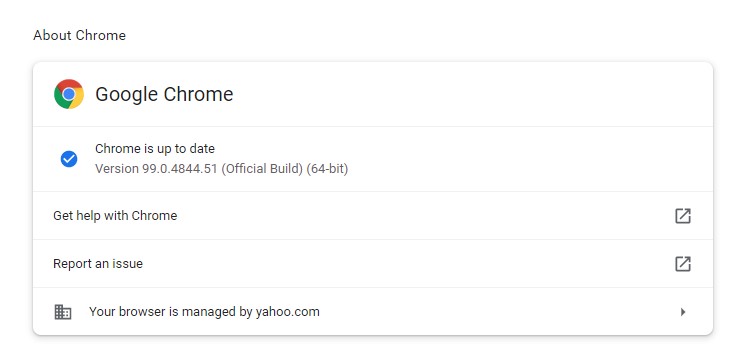 About Chrome
Google Chrome
Chrome is up to date
Version 99.0.4844.51 (Official Build) (64-bit)
Get help with Chrome
Report an issue
Your browser is managed by yahoo.com